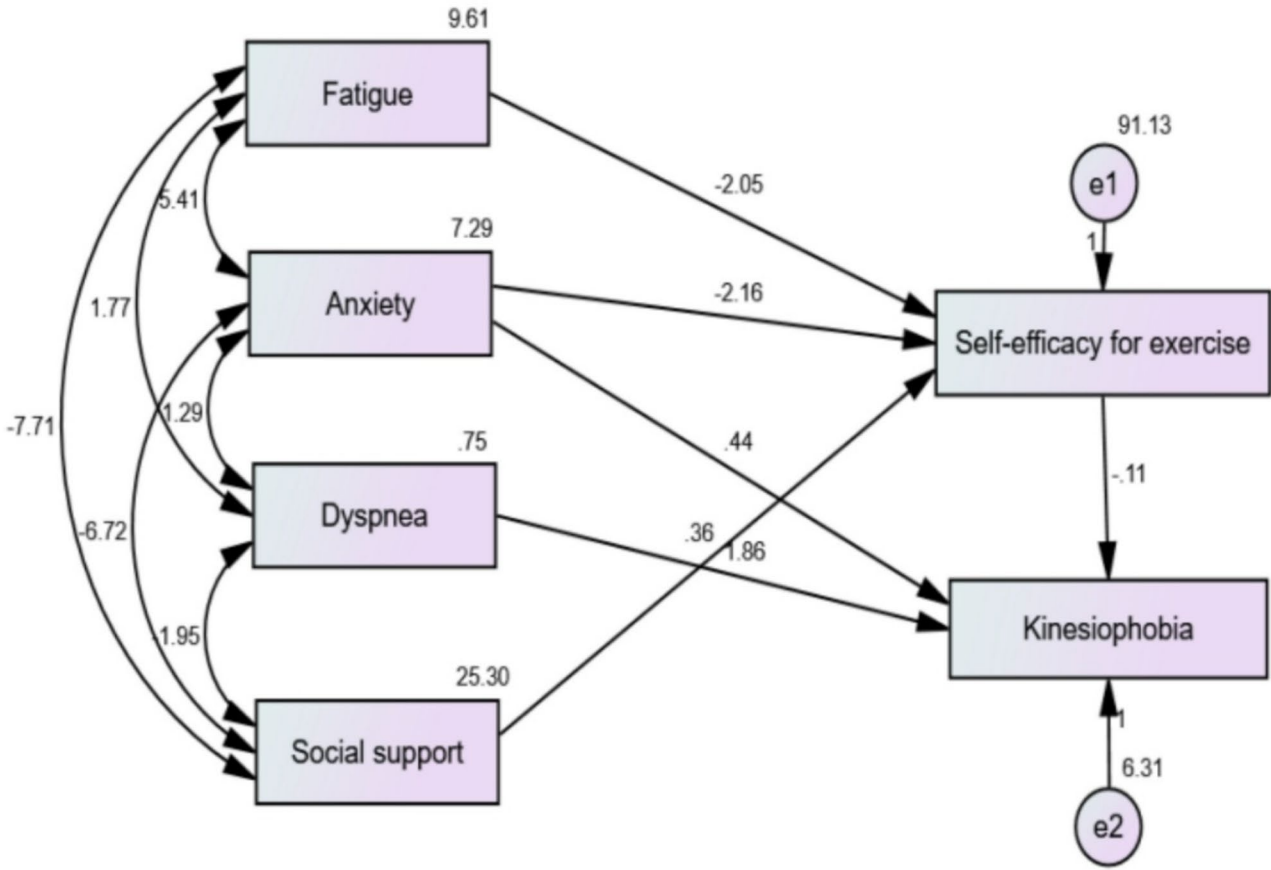 9.61
Fatigue
91.13
e1
-2.05
5.41
7.29
1
Anxiety
-2.16
1.77
Self-efficacy for exercise
-7.71
1.29
.44
.75
-.11
Dyspnea
-6.72
.36
1.86
Kinesiophobia
-1.95
25.30
Social support
1
6.31
e2